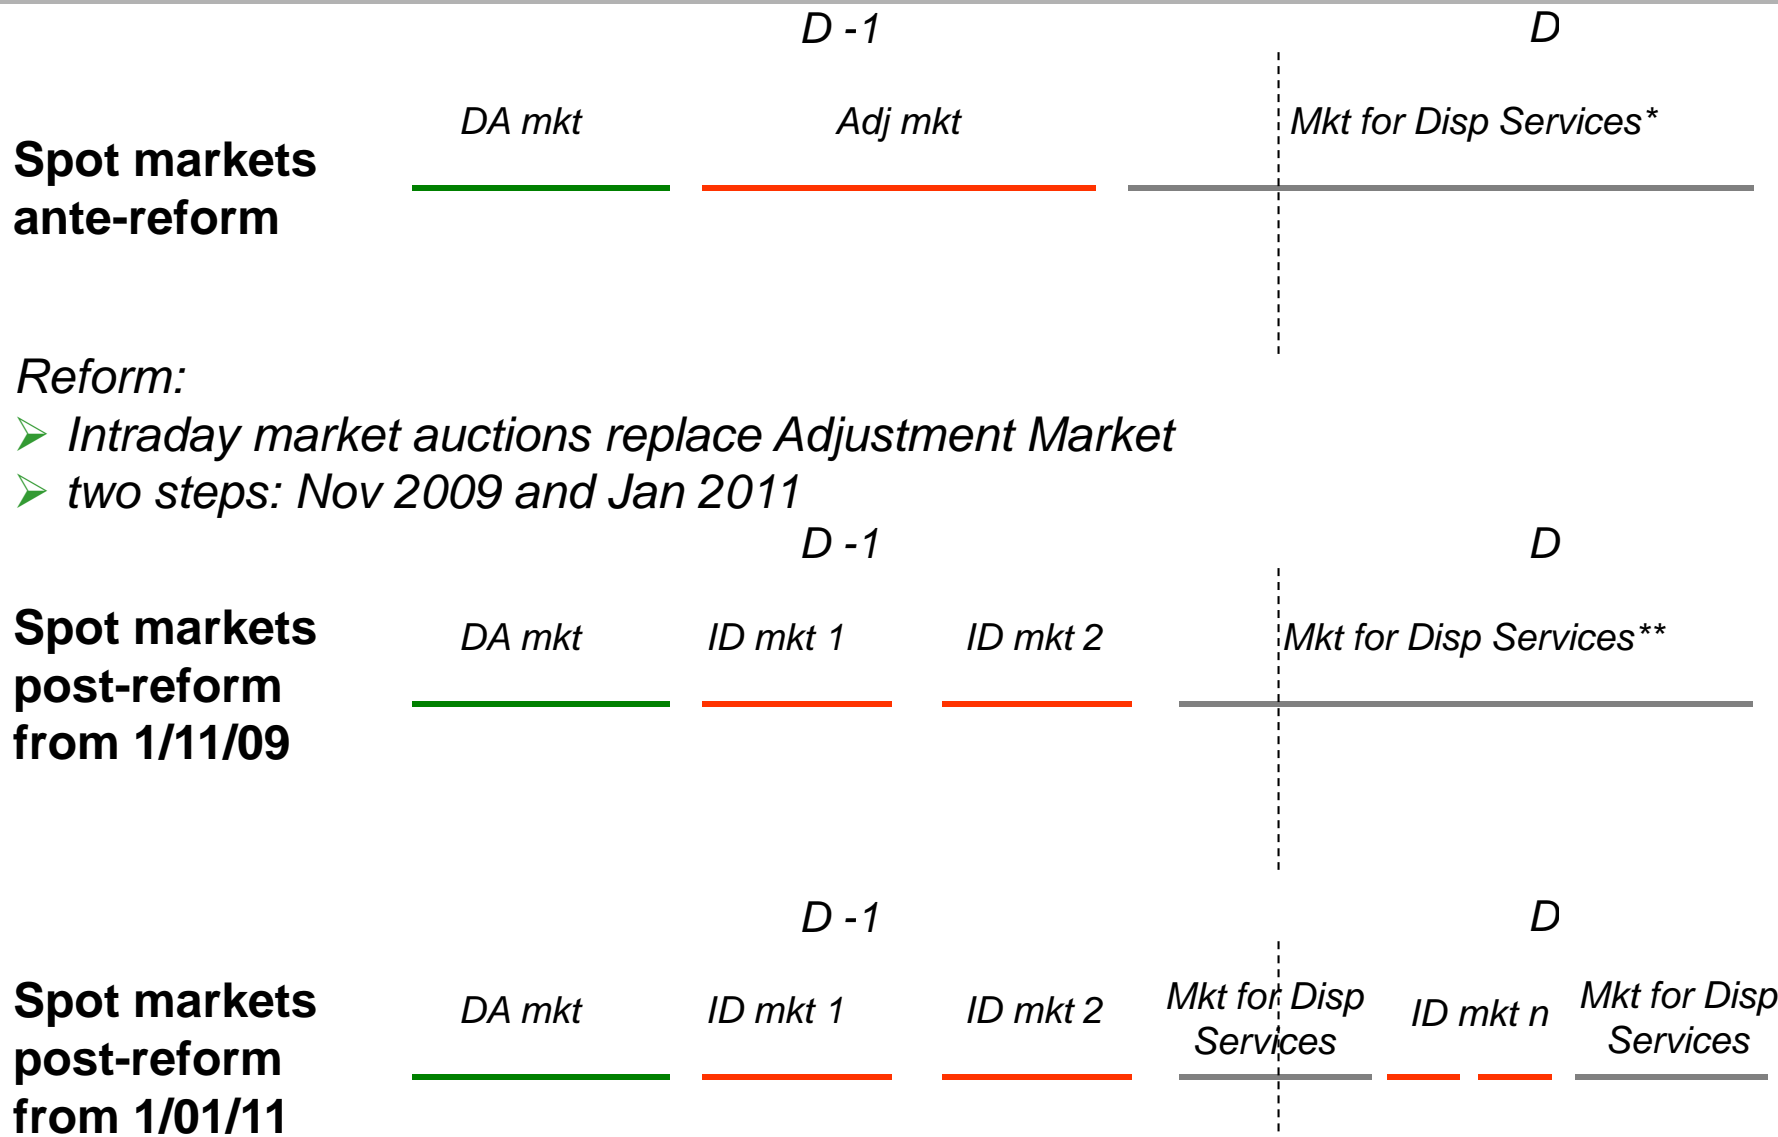 D -1 D
DA mkt Adj mkt Mkt for Disp Services*
Spot markets
ante-reform
Reform:
Intraday market auctions replace Adjustment Market
two steps: Nov 2009 and Jan 2011
D -1 D
Spot markets
post-reform
from 1/11/09
DA mkt ID mkt 1 ID mkt 2 Mkt for Disp Services**
D -1 D
Spot markets
post-reform
from 1/01/11
DA mkt ID mkt 1 ID mkt 2
Mkt for Disp
Services
ID mkt n
Mkt for Disp
Services